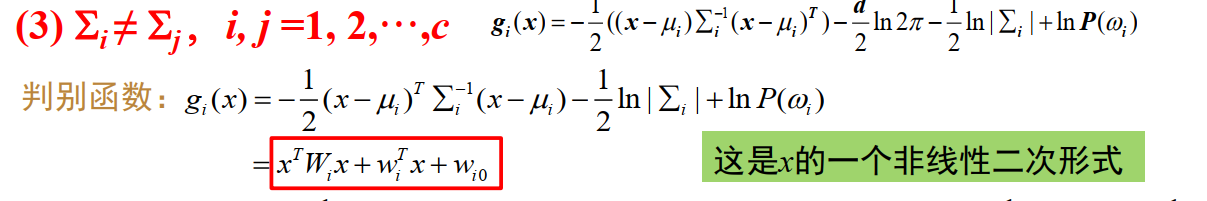 (3) Σᵢ≠ Σⱼ, i, j =1, 2,⋯,c gᵢ(x) = -1/2((x-μᵢ)Σᵢ⁻¹(x-μᵢ)ᵀ)-d/2 ln 2π-1/2 ln|Σᵢ|+ln P(ωᵢ)
判别函数：gᵢ(x) = -1/2(x-μᵢ)ᵀ Σᵢ⁻¹(x-μᵢ)-1/2 ln|Σᵢ|+ln P(ωᵢ)
= xᵀWᵢx+wᵢᵀx+wᵢ₀ 这是x的一个非线性二次形式